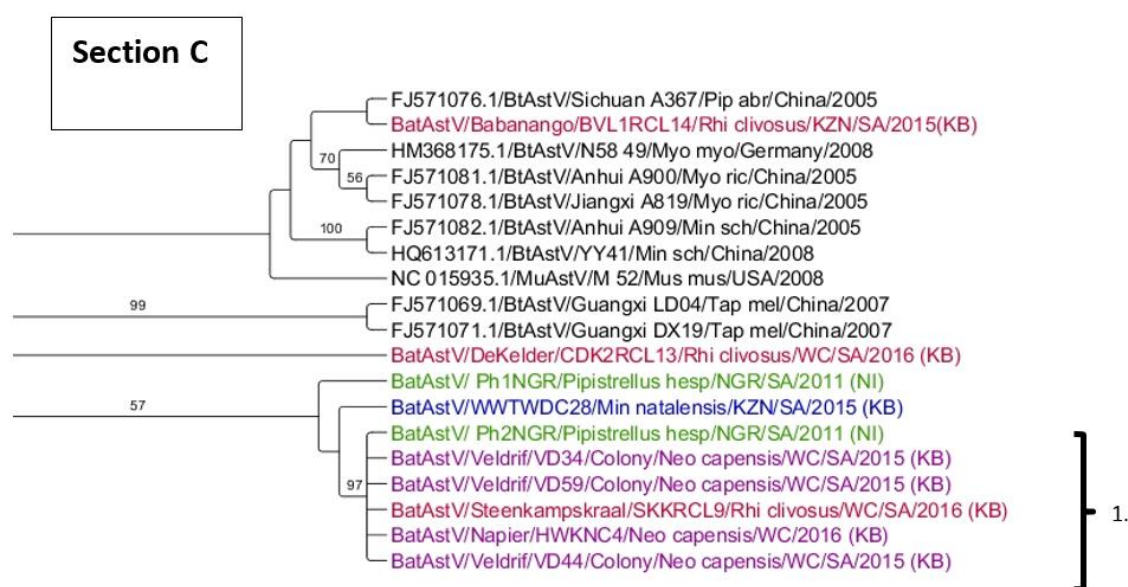 Section C
FJ571076.1/BtAstV/Sichuan A367/Pip abr/China/2005
BatAstV/Babanango/BVL1RCL14/Rhi clivosus/KZN/SA/2015(KB)
70
HM368175.1/BtAstV/N58 49/Myo myo/Germany/2008
56
FJ571081.1/BtAstV/Anhui A900/Myo ric/China/2005
FJ571078.1/BtAstV/Jiangxi A819/Myo ric/China/2005
100
FJ571082.1/BtAstV/Anhui A909/Min sch/China/2005
HQ613171.1/BtAstV/YY41/Min sch/China/2008
NC 015935.1/MuAstV/M 52/Mus mus/USA/2008
99
FJ571069.1/BtAstV/Guangxi LD04/Tap mel/China/2007
FJ571071.1/BtAstV/Guangxi DX19/Tap mel/China/2007
BatAstV/DeKelder/CDK2RCL13/Rhi clivosus/WC/SA/2016 (KB)
BatAstV/ Ph1NGR/Pipistrellus hesp/NGR/SA/2011 (NI)
57
BatAstV/WWTWDC28/Min natalensis/KZN/SA/2015 (KB)
BatAstV/ Ph2NGR/Pipistrellus hesp/NGR/SA/2011 (NI)
BatAstV/Veldrif/VD34/Colony/Neo capensis/WC/SA/2015 (KB)
97
BatAstV/Veldrif/VD59/Colony/Neo capensis/WC/SA/2015 (KB)
BatAstV/Steenkampskraal/SKKRCL9/Rhi clivosus/WC/SA/2016 (KB)
1.
BatAstV/Napier/HWKNC4/Neo capensis/WC/2016 (KB)
BatAstV/Veldrif/VD44/Colony/Neo capensis/WC/SA/2015 (KB)